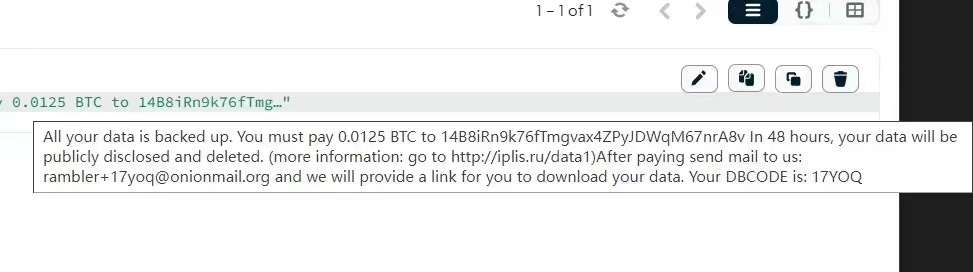 1 – 1 of 1
y 0.0125 BTC to 14B8iRn9k76fTmg…"
All your data is backed up. You must pay 0.0125 BTC to 14B8iRn9k76fTmgvax4ZPyJDWqM67nrA8v In 48 hours, your data will be
publicly disclosed and deleted. (more information: go to http://iplis.ru/data1)After paying send mail to us:
rambler+17yoq@onionmail.org and we will provide a link for you to download your data. Your DBCODE is: 17YOQ